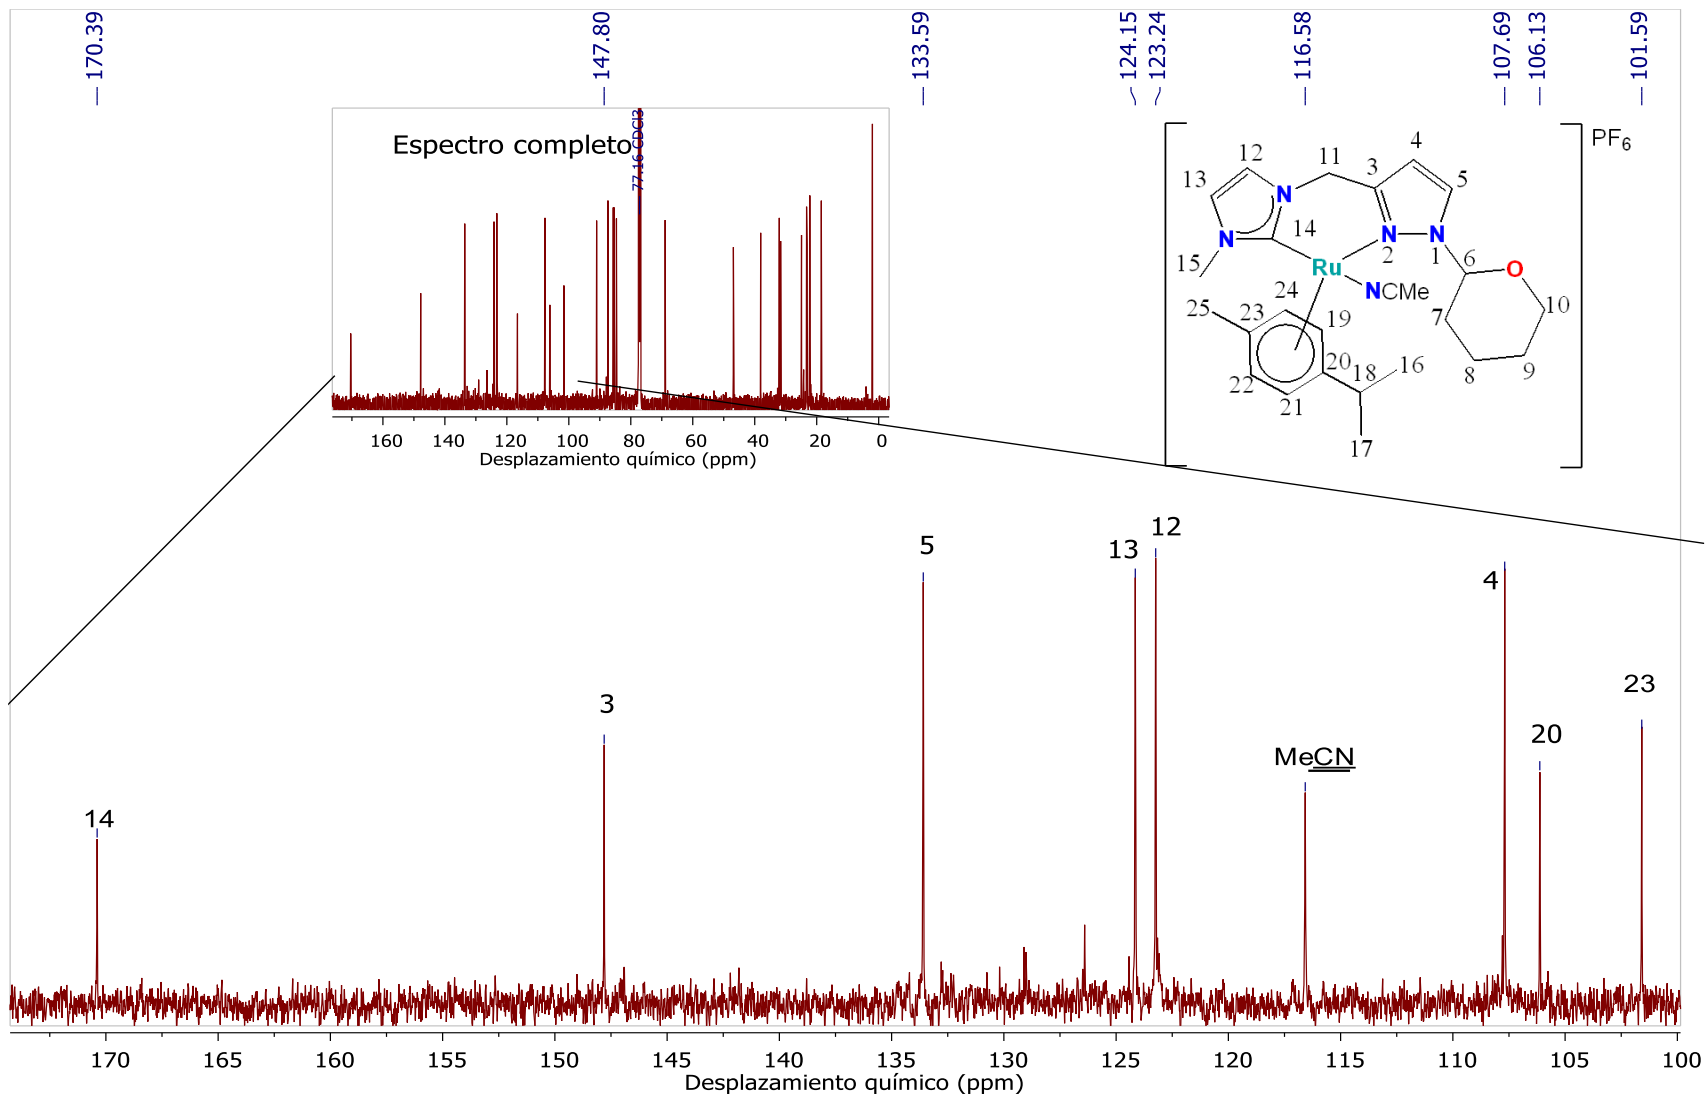 170.39
147.80
133.59
124.15
123.24
116.58
107.69
106.13
101.59
Espectro completo
77.16 CDCl3
160 140 120 100 80 60 40 20 0
Desplazamiento químico (ppm)
PF6
12
11
4
3
5
13
N
14
N
N
N
2
1
15
Ru
6
O
NCMe
24
25
23
19
7
10
20
16
22
18
8
9
21
17
12
5
13
4
23
3
20
MeCN
14
170 165 160 155 150 145 140 135 130 125 120 115 110 105 100
Desplazamiento químico (ppm)